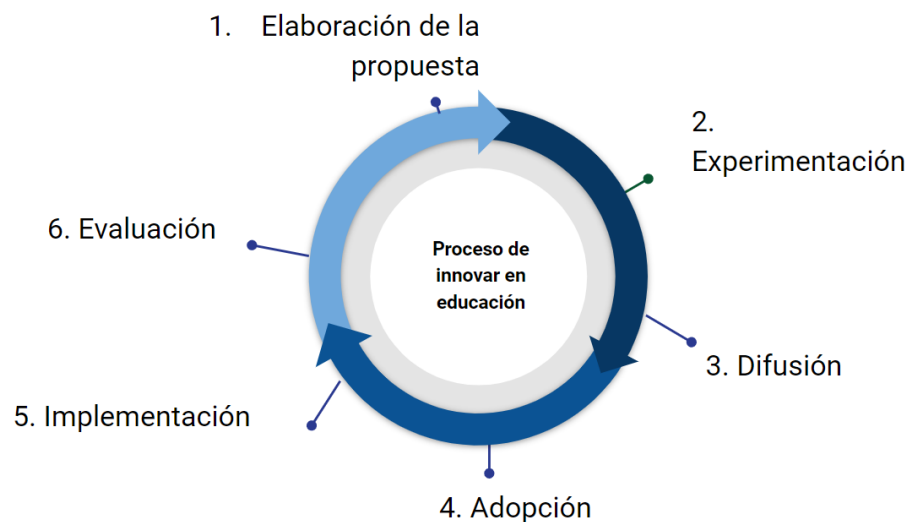 1. Elaboración de la
propuesta
2.
Experimentación
3. Difusión
4. Adopción
5. Implementación
6. Evaluación
Proceso de
innovar en
educación